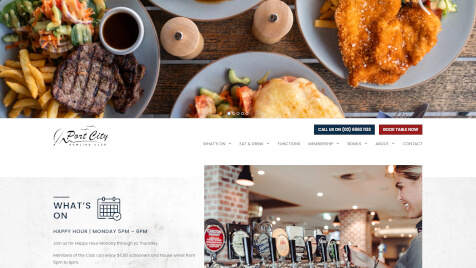 CALL US ON (02) 6583 1133
BOOK TABLE NOW
Port City
BOWLING CLUB
WHAT'S ON
EAT & DRINK
FUNCTIONS
MEMBERSHIP
BOWLS
ABOUT
CONTACT
WHAT'S
ON
HAPPY HOUR | MONDAY 5PM – 6PM
Join us for Happy Hour Monday through to Thursday.
Members of the Club can enjoy $5.50 schooners and house wines from
5pm to 6pm.